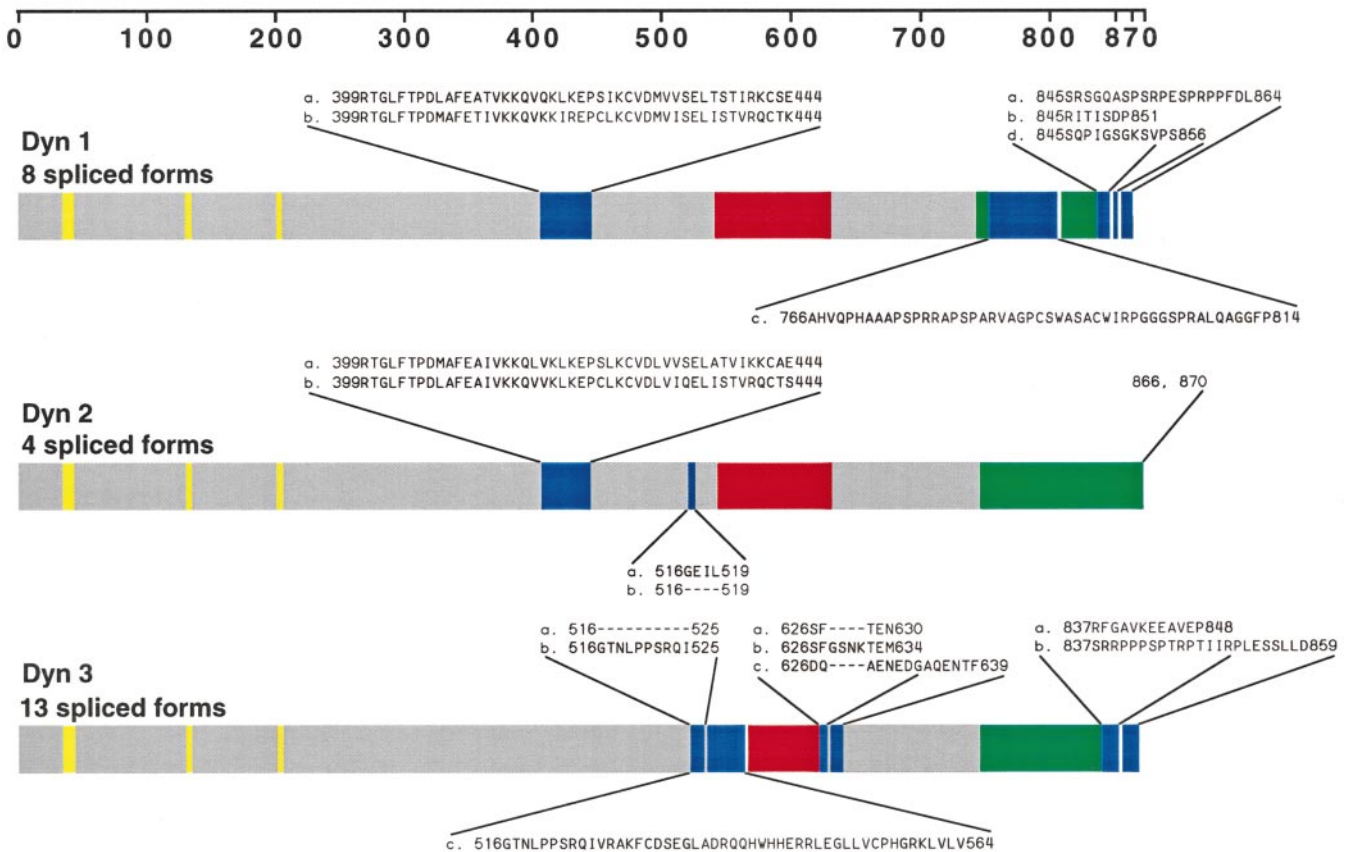 0 100 200 300 400 500 600 700 800 870
a. 399RTGLFTPDLAFEATVKKQVQKLKEPSIKCVDMVVSELTSTIRKCSE444
b. 399RTGLFTPDMAFETIVKKQVKKIREPCLKCVDMVISELISTVRQCTK444
a. 845SRSGQASPSRPESPRPPFDL864
b. 845RITISDP851
d. 845SQPIGSGKSVPS856
Dyn 1
8 spliced forms
c. 766AHVQPHAAAPSPRRAPSPARVAGPCSWASACWIRPGGGSPRALQAGGFP814
a. 399RTGLFTPDMAFEAIVKKQLVKLKEPSLKCVDLVVSELATVIKKCAE444
b. 399RTGLFTPDLAFEAIVKKQVVKLKEPCLKCVDLVIQELISTVRQCTS444
866, 870
Dyn 2
4 spliced forms
a. 516GEIL519
b. 516----519
a. 516----------525
b. 516GTNLPPSRQI525
a. 626SF----TEN630
b. 626SFGSNKTEM634
c. 626DQ----AENEDGAQENTF639
a. 837RFGAVKEEAVEP848
b. 837SRRPPPSPTRPTIIRPLESSLLD859
Dyn 3
13 spliced forms
c. 516GTNLPPSRQIVRAKFCDSEGLADRQQHWHHERRLEGLLVCPHGRKLVLV564